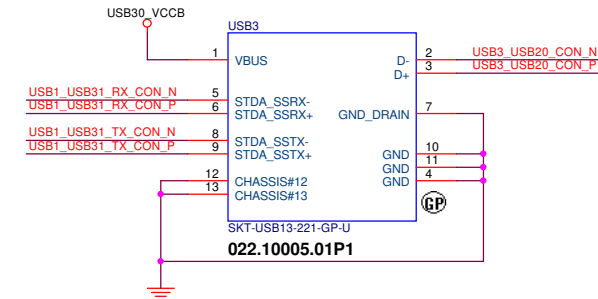 USB30_VCCB
USB3
1 VBUS
D- 2 USB3_USB20_CON_N
D+ 3 USB3_USB20_CON_P
USB1_USB31_RX_CON_N 5 STDA_SSRX-
USB1_USB31_RX_CON_P 6 STDA_SSRX+
GND_DRAIN 7
USB1_USB31_TX_CON_N 8 STDA_SSTX-
USB1_USB31_TX_CON_P 9 STDA_SSTX+
GND 10
GND 11
GND 4
12 CHASSIS#12
13 CHASSIS#13
GP
SKT-USB13-221-GP-U
022.10005.01P1